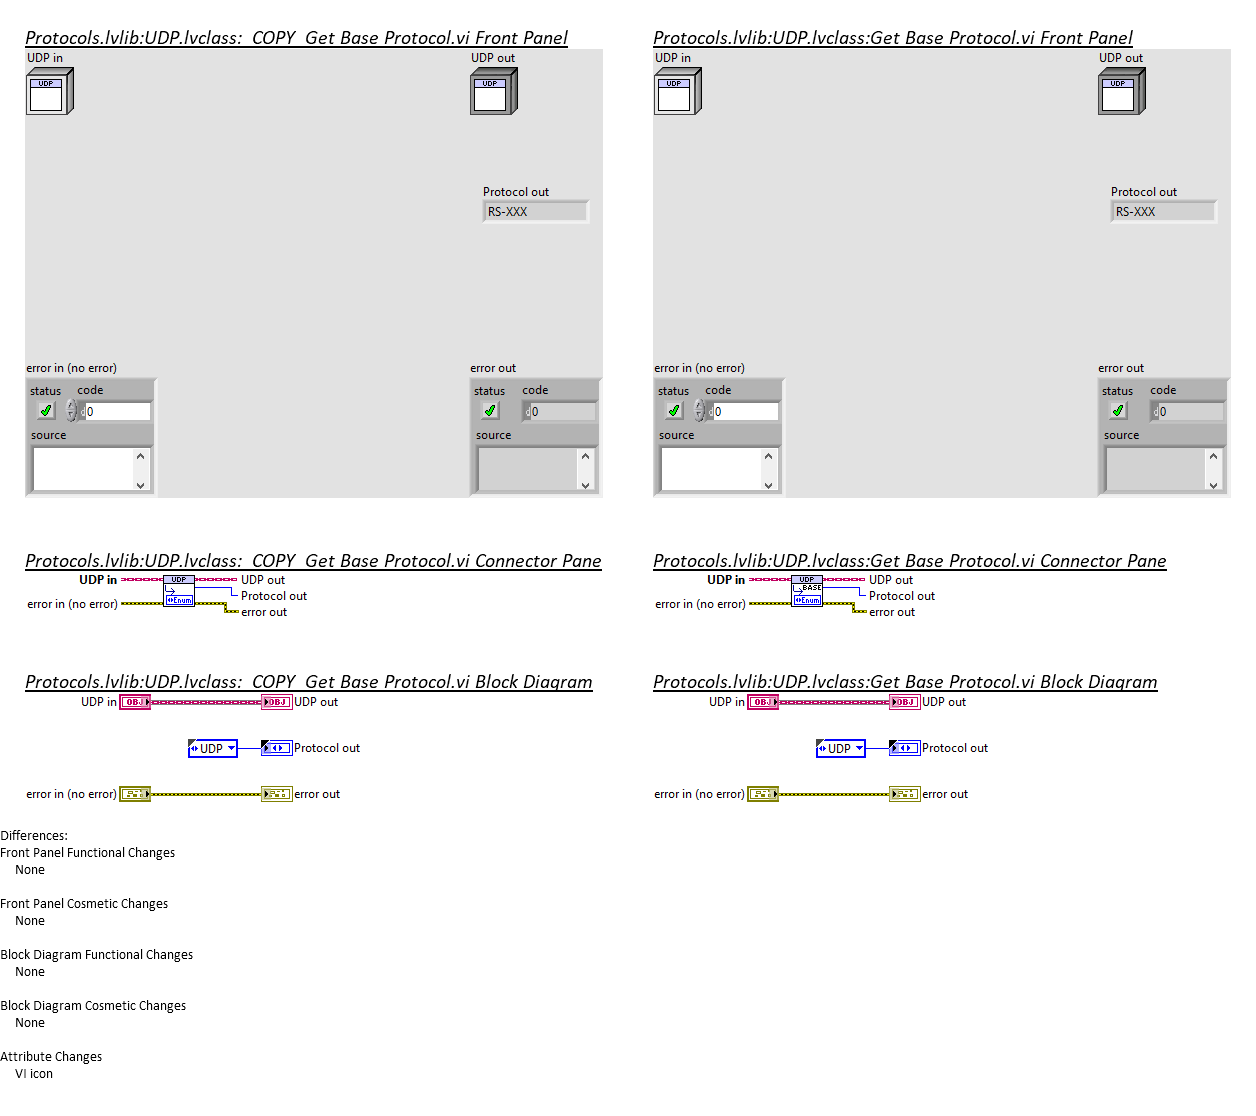 Protocols.lvlib:UDP.lvclass:_COPY_Get Base Protocol.vi Front Panel
UDP in
UDP out
UDP
UDP
Protocol out
RS-XXX
error in (no error)
status
code
d 0
source
error out
status
code
d 0
source
Protocols.lvlib:UDP.lvclass:Get Base Protocol.vi Front Panel
UDP in
UDP out
UDP
UDP
Protocol out
RS-XXX
error in (no error)
status
code
d 0
source
error out
status
code
d 0
source
Protocols.lvlib:UDP.lvclass:_COPY_Get Base Protocol.vi Connector Pane
UDP in
UDP
UDP out
Protocol out
error in (no error)
Enum
error out
Protocols.lvlib:UDP.lvclass:Get Base Protocol.vi Connector Pane
UDP in
UDP
UDP out
BASE
Protocol out
error in (no error)
Enum
error out
Protocols.lvlib:UDP.lvclass:_COPY_Get Base Protocol.vi Block Diagram
UDP in OBJ OBJ UDP out
UDP Protocol out
error in (no error) error out
Protocols.lvlib:UDP.lvclass:Get Base Protocol.vi Block Diagram
UDP in OBJ OBJ UDP out
UDP Protocol out
error in (no error) error out
Differences:
Front Panel Functional Changes
None
Front Panel Cosmetic Changes
None
Block Diagram Functional Changes
None
Block Diagram Cosmetic Changes
None
Attribute Changes
VI icon